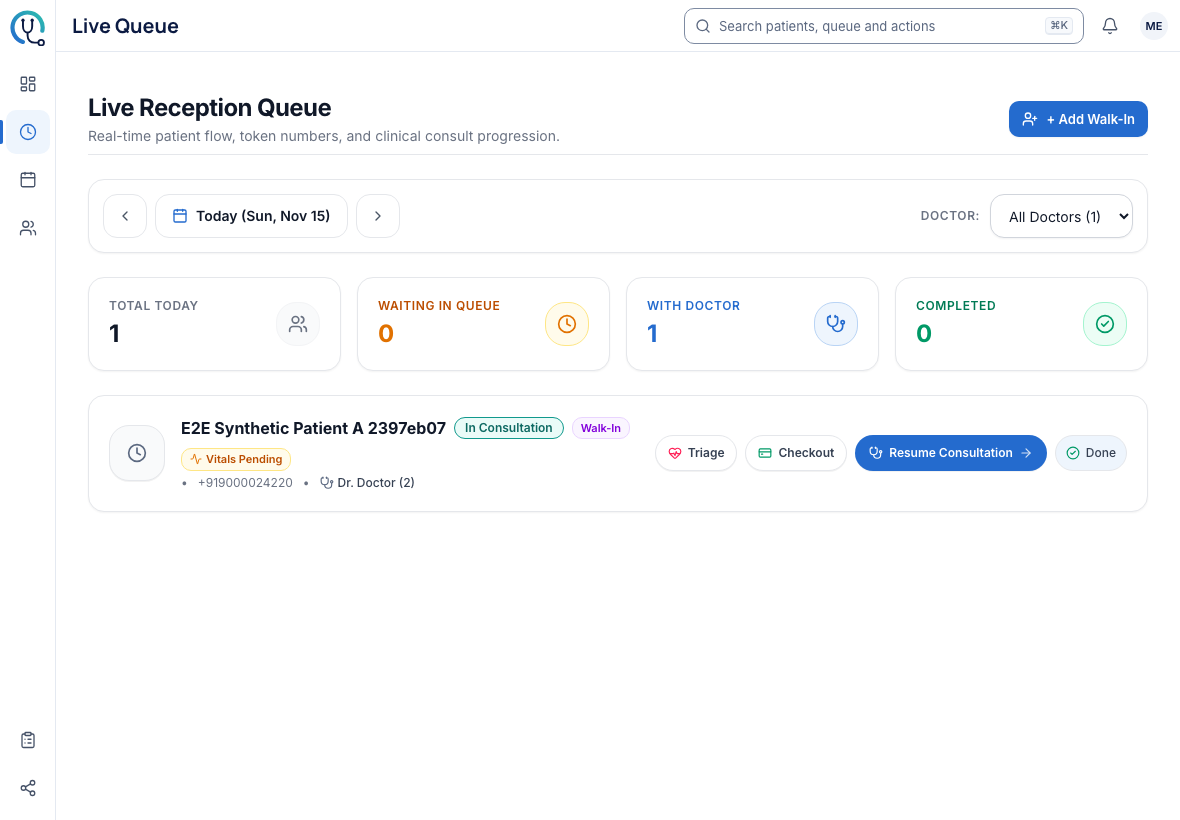 Live Queue
Search patients, queue and actions
⌘K
ME
Live Reception Queue
Real-time patient flow, token numbers, and clinical consult progression.
+ Add Walk-In
Today (Sun, Nov 15)
DOCTOR:
All Doctors (1)
TOTAL TODAY
1
WAITING IN QUEUE
0
WITH DOCTOR
1
COMPLETED
0
E2E Synthetic Patient A 2397eb07
In Consultation
Walk-In
Vitals Pending
• +919000024220 • Dr. Doctor (2)
Triage
Checkout
Resume Consultation →
Done